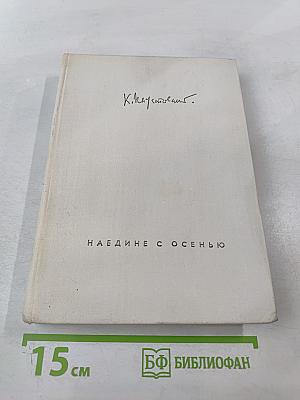 К. Паустовский.
НАЕДИНЕ С ОСЕНЬЮ
15 см
БФ БИБЛИОФАН